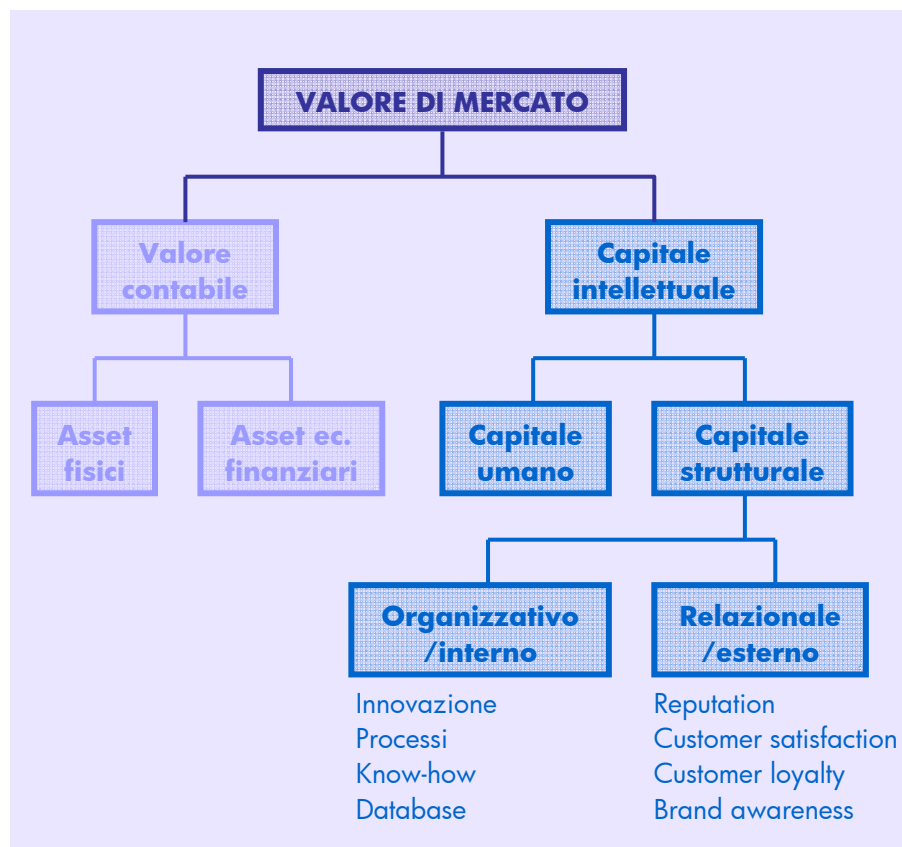 VALORE DI MERCATO
Valore
contabile
Capitale
intellettuale
Asset
fisici
Asset ec.
finanziari
Capitale
umano
Capitale
strutturale
Organizzativo
/interno
Relazionale
/esterno
Innovazione
Processi
Know-how
Database
Reputation
Customer satisfaction
Customer loyalty
Brand awareness